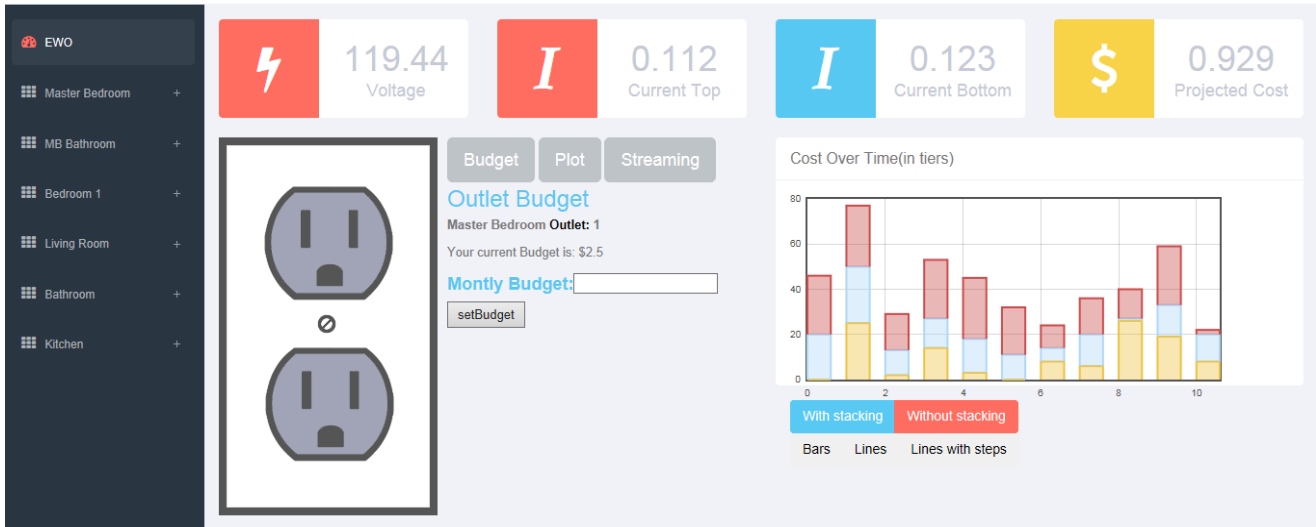 EWO
Master Bedroom +
MB Bathroom +
Bedroom 1 +
Living Room +
Bathroom +
Kitchen +
I
I
$
119.44
Voltage
0.112
Current Top
0.123
Current Bottom
0.929
Projected Cost
Budget Plot Streaming
Outlet Budget
Master Bedroom Outlet: 1
Your current Budget is: $2.5
Montly Budget:
setBudget
Cost Over Time(in tiers)
80
60
40
20
0
0 2 4 6 8 10
With stacking Without stacking
Bars Lines Lines with steps